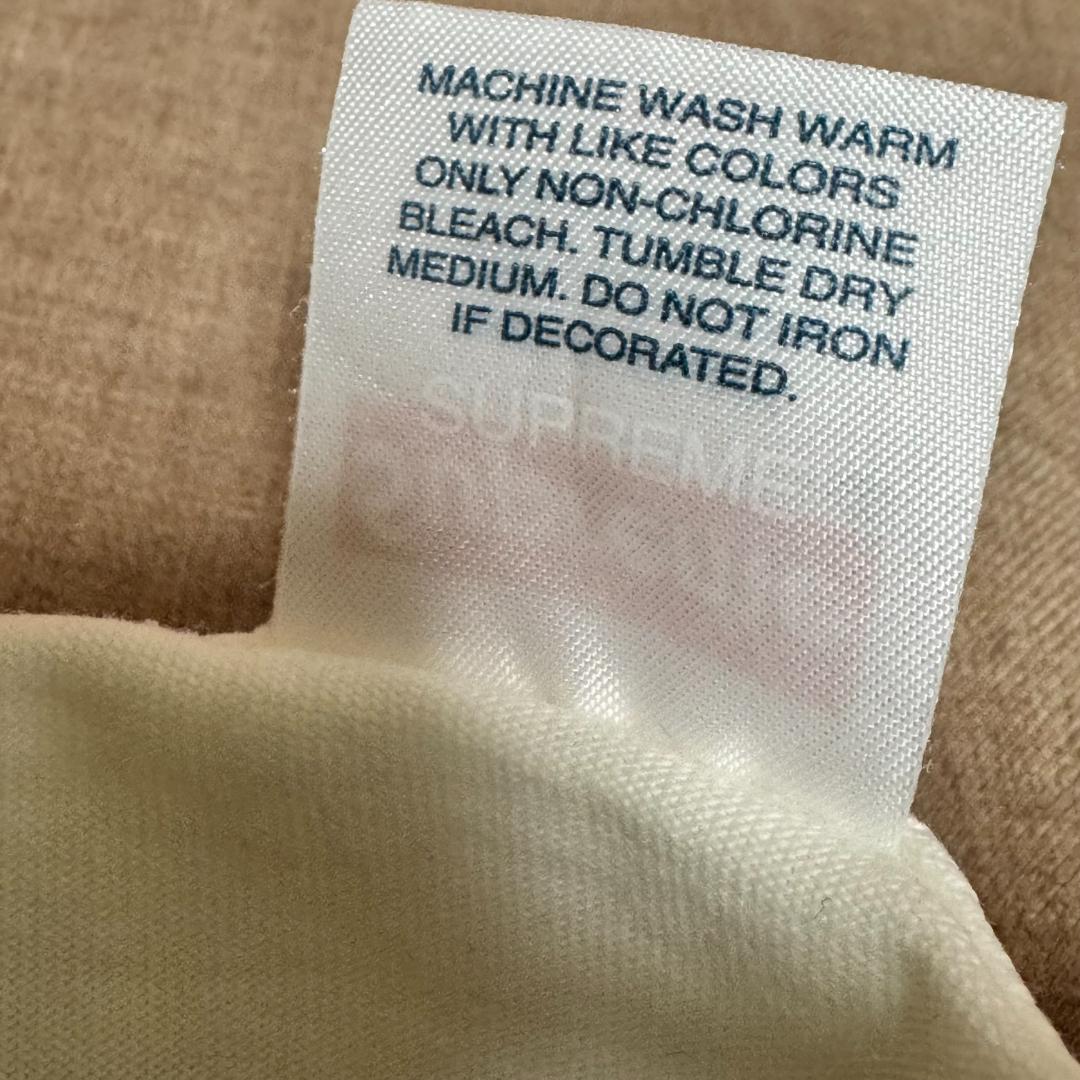 MACHINE WASH WARM
WITH LIKE COLORS
ONLY NON-CHLORINE
BLEACH. TUMBLE DRY
MEDIUM. DO NOT IRON
IF DECORATED.
SUPREME